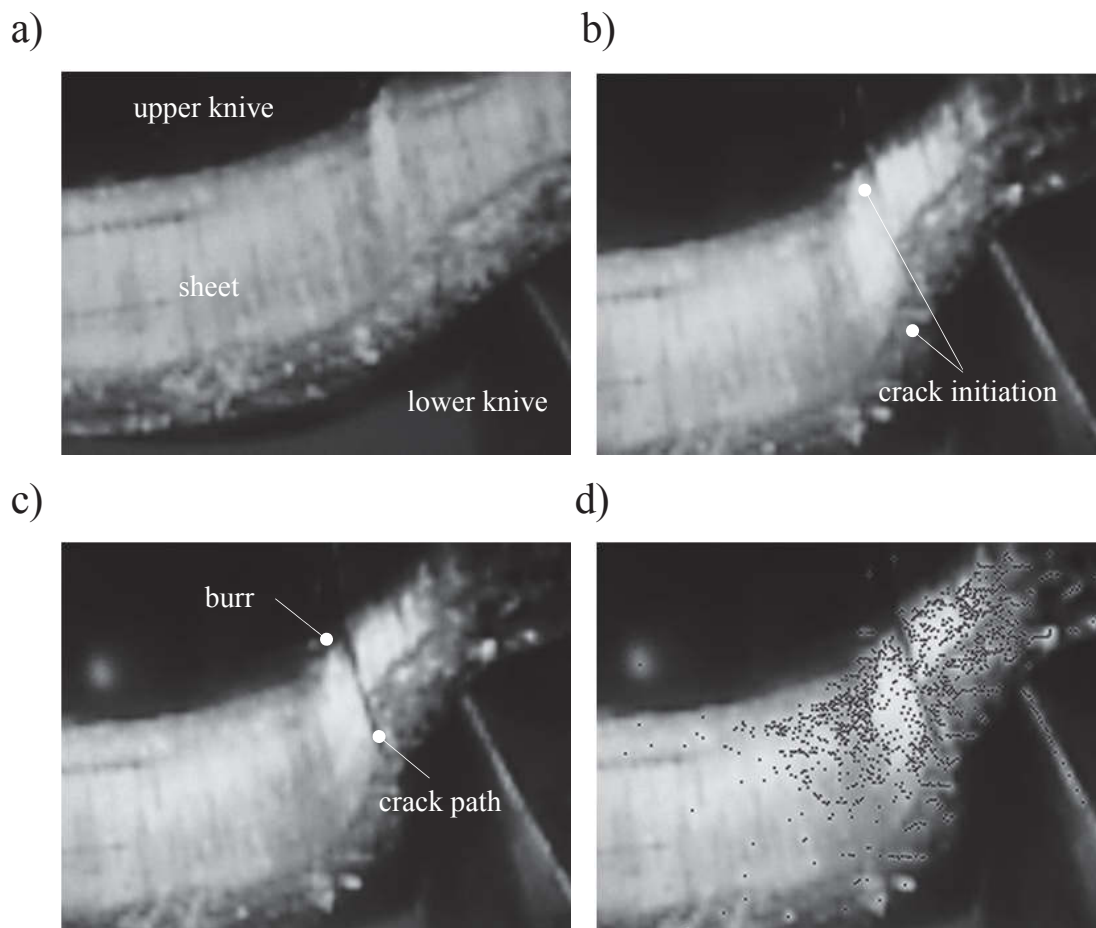 a)
b)
upper knive
sheet
lower knive
crack initiation
c)
d)
burr
crack path